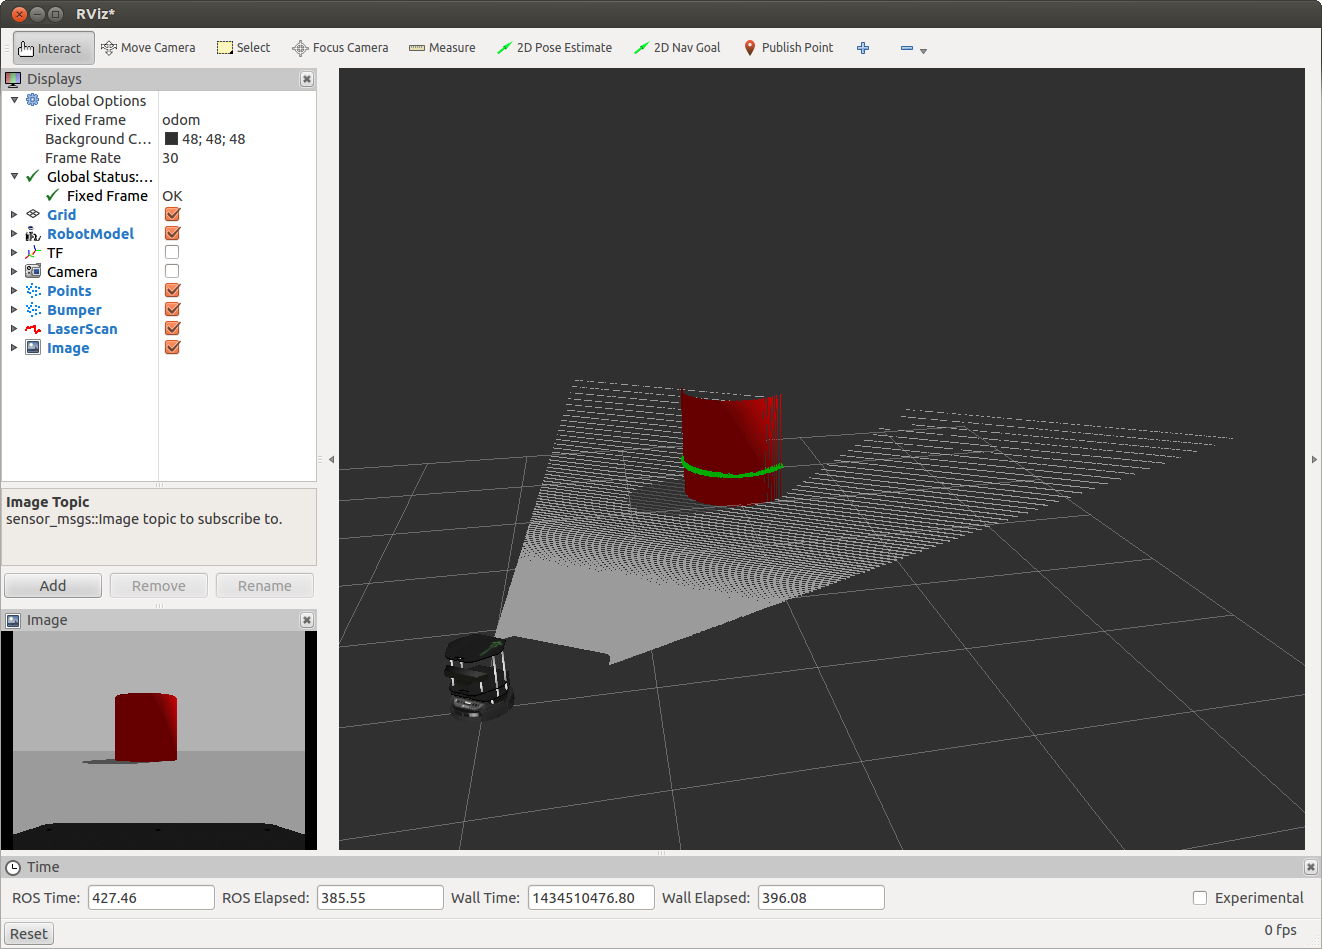 RViz*
Interact Move Camera Select Focus Camera Measure 2D Pose Estimate 2D Nav Goal Publish Point
Displays
Global Options
Fixed Frame odom
Background C... 48; 48; 48
Frame Rate 30
Global Status:...
Fixed Frame OK
Grid
RobotModel
TF
Camera
Points
Bumper
LaserScan
Image
Image Topic
sensor_msgs::Image topic to subscribe to.
Add Remove Rename
Image
Time
ROS Time: 427.46 ROS Elapsed: 385.55 Wall Time: 1434510476.80 Wall Elapsed: 396.08 Experimental
Reset 0 fps